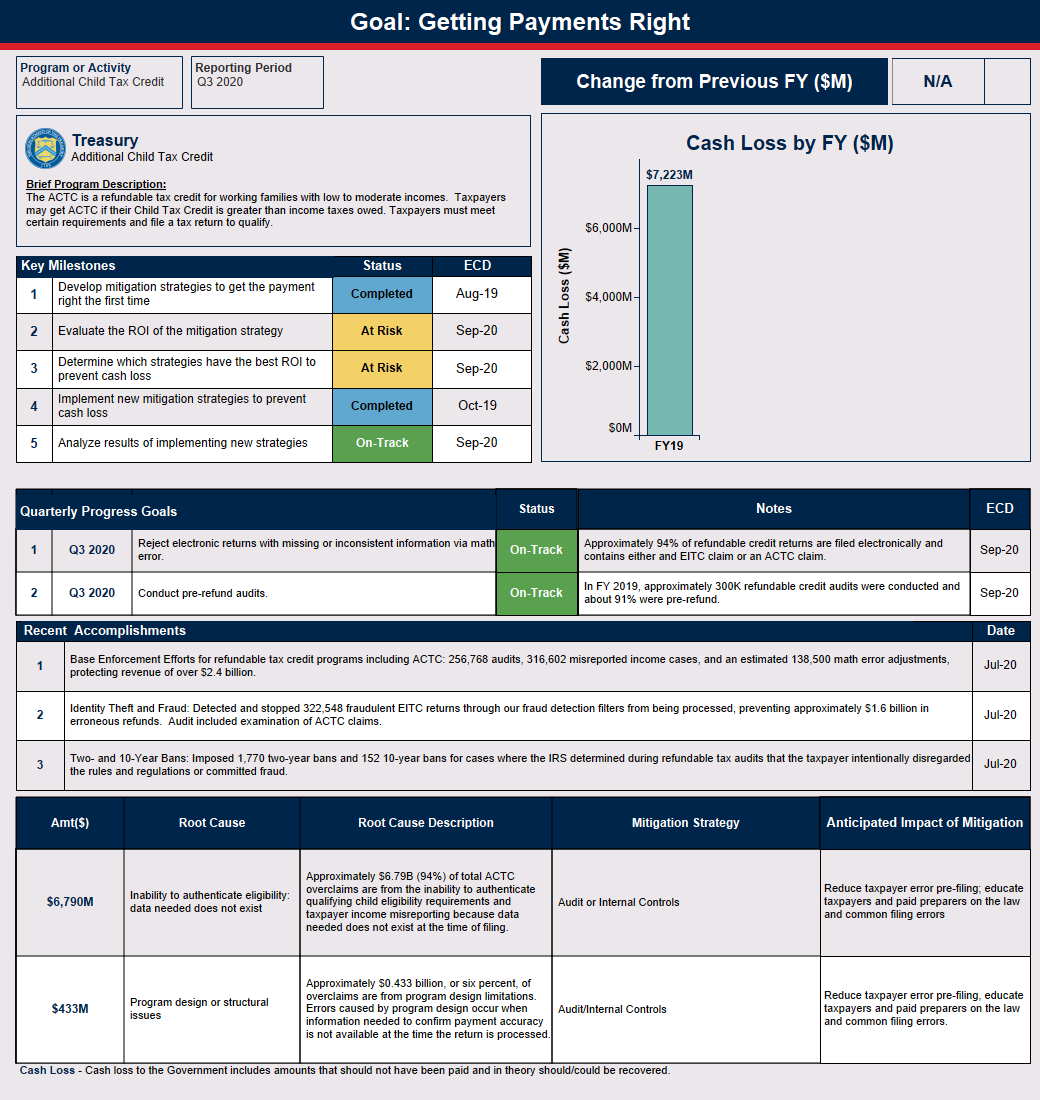 Goal: Getting Payments Right
Program or Activity
Additional Child Tax Credit
Reporting Period
Q3 2020
Change from Previous FY ($M)
N/A
Treasury
Additional Child Tax Credit
Brief Program Description:
The ACTC is a refundable tax credit for working families with low to moderate incomes.  Taxpayers
may get ACTC if their Child Tax Credit is greater than income taxes owed. Taxpayers must meet
certain requirements and file a tax return to qualify.
Cash Loss by FY ($M)
$7,223M
$6,000M
$4,000M
$2,000M
$0M
Cash Loss ($M)
FY19
Key Milestones Status ECD
1 Develop mitigation strategies to get the payment
right the first time Completed Aug-19
2 Evaluate the ROI of the mitigation strategy At Risk Sep-20
3 Determine which strategies have the best ROI to
prevent cash loss At Risk Sep-20
4 Implement new mitigation strategies to prevent
cash loss Completed Oct-19
5 Analyze results of implementing new strategies On-Track Sep-20
Quarterly Progress Goals Status Notes ECD
1 Q3 2020 Reject electronic returns with missing or inconsistent information via math
error.
On-Track
Approximately 94% of refundable credit returns are filed electronically and
contains either and EITC claim or an ACTC claim.
Sep-20
2 Q3 2020 Conduct pre-refund audits.
On-Track
In FY 2019, approximately 300K refundable credit audits were conducted and
about 91% were pre-refund.
Sep-20
Recent  Accomplishments Date
1 Base Enforcement Efforts for refundable tax credit programs including ACTC: 256,768 audits, 316,602 misreported income cases, and an estimated 138,500 math error adjustments,
protecting revenue of over $2.4 billion.
Jul-20
2 Identity Theft and Fraud: Detected and stopped 322,548 fraudulent EITC returns through our fraud detection filters from being processed, preventing approximately $1.6 billion in
erroneous refunds.  Audit included examination of ACTC claims.
Jul-20
3 Two- and 10-Year Bans: Imposed 1,770 two-year bans and 152 10-year bans for cases where the IRS determined during refundable tax audits that the taxpayer intentionally disregarded
the rules and regulations or committed fraud.
Jul-20
Amt($) Root Cause Root Cause Description Mitigation Strategy Anticipated Impact of Mitigation
$6,790M
Inability to authenticate eligibility:
data needed does not exist
Approximately $6.79B (94%) of total ACTC
overclaims are from the inability to authenticate
qualifying child eligibility requirements and
taxpayer income misreporting because data
needed does not exist at the time of filing.
Audit or Internal Controls
Reduce taxpayer error pre-filing; educate
taxpayers and paid preparers on the law
and common filing errors
$433M
Program design or structural
issues
Approximately $0.433 billion, or six percent, of
overclaims are from program design limitations.
Errors caused by program design occur when
information needed to confirm payment accuracy
is not available at the time the return is processed.
Audit/Internal Controls
Reduce taxpayer error pre-filing, educate
taxpayers and paid preparers on the law
and common filing errors.
Cash Loss - Cash loss to the Government includes amounts that should not have been paid and in theory should/could be recovered.